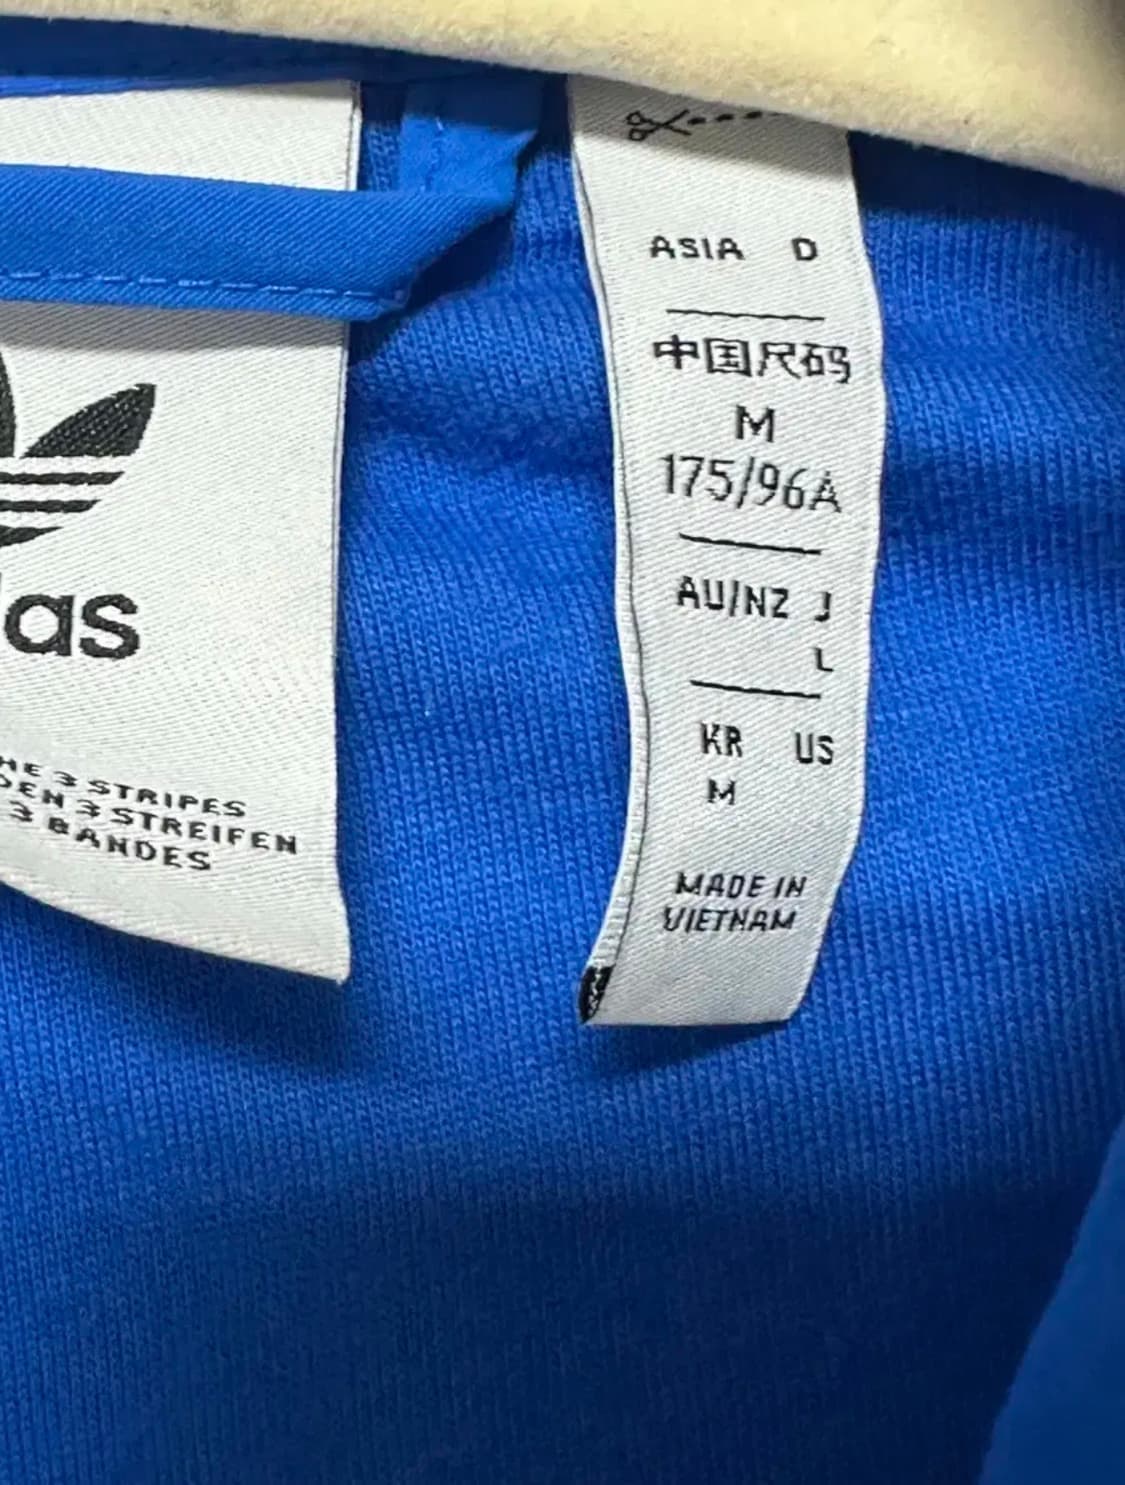 las
HE 3 STRIPES
DEN 3 STREIFEN
3 BANDES
ASIA D
中国尺码
M
175/96A
AU/NZ J
L
KR US
M
MADE IN
VIETNAM